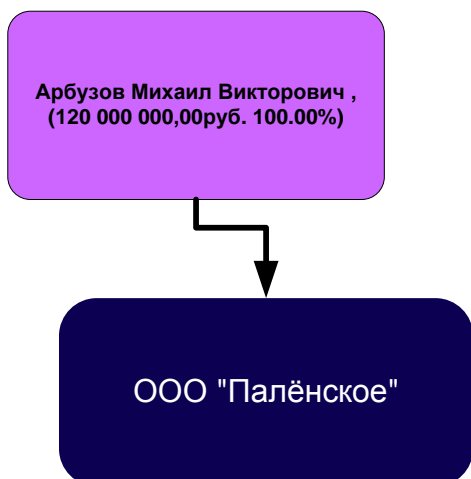 Арбузов Михаил Викторович ,
(120 000 000,00руб. 100.00%)
ООО "Палёнское"